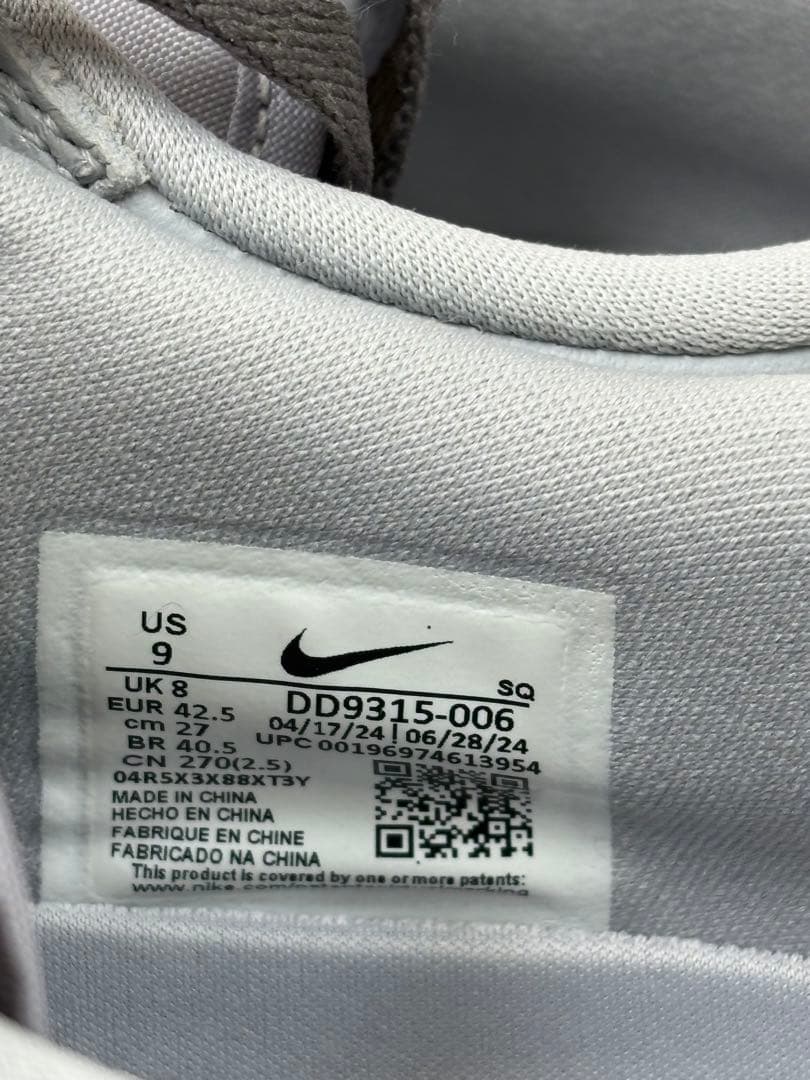 US
9
SQ
UK 8
DD9315-006
EUR 42.5
04/17/24 | 06/28/24
cm 27
UPC 00196974613954
BR 40.5
CN 270(2.5)
04R5X3X88XT3Y
MADE IN CHINA
HECHO EN CHINA
FABRIQUE EN CHINE
FABRICADO NA CHINA
This product is covered by one or more patents: